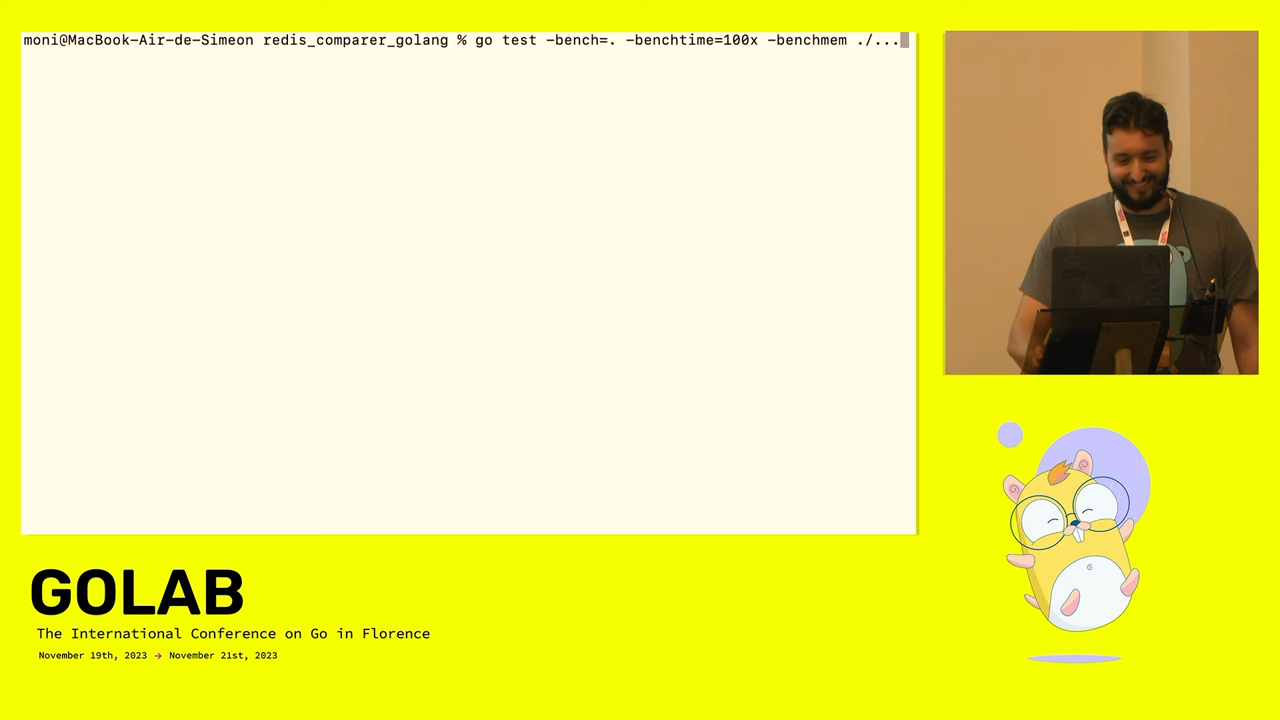 moni@MacBook-Air-de-Simeon redis_comparer_golang % go test -bench=. -benchtime=100x -benchmem ./...
GOLAB
The International Conference on Go in Florence
November 19th, 2023 → November 21st, 2023